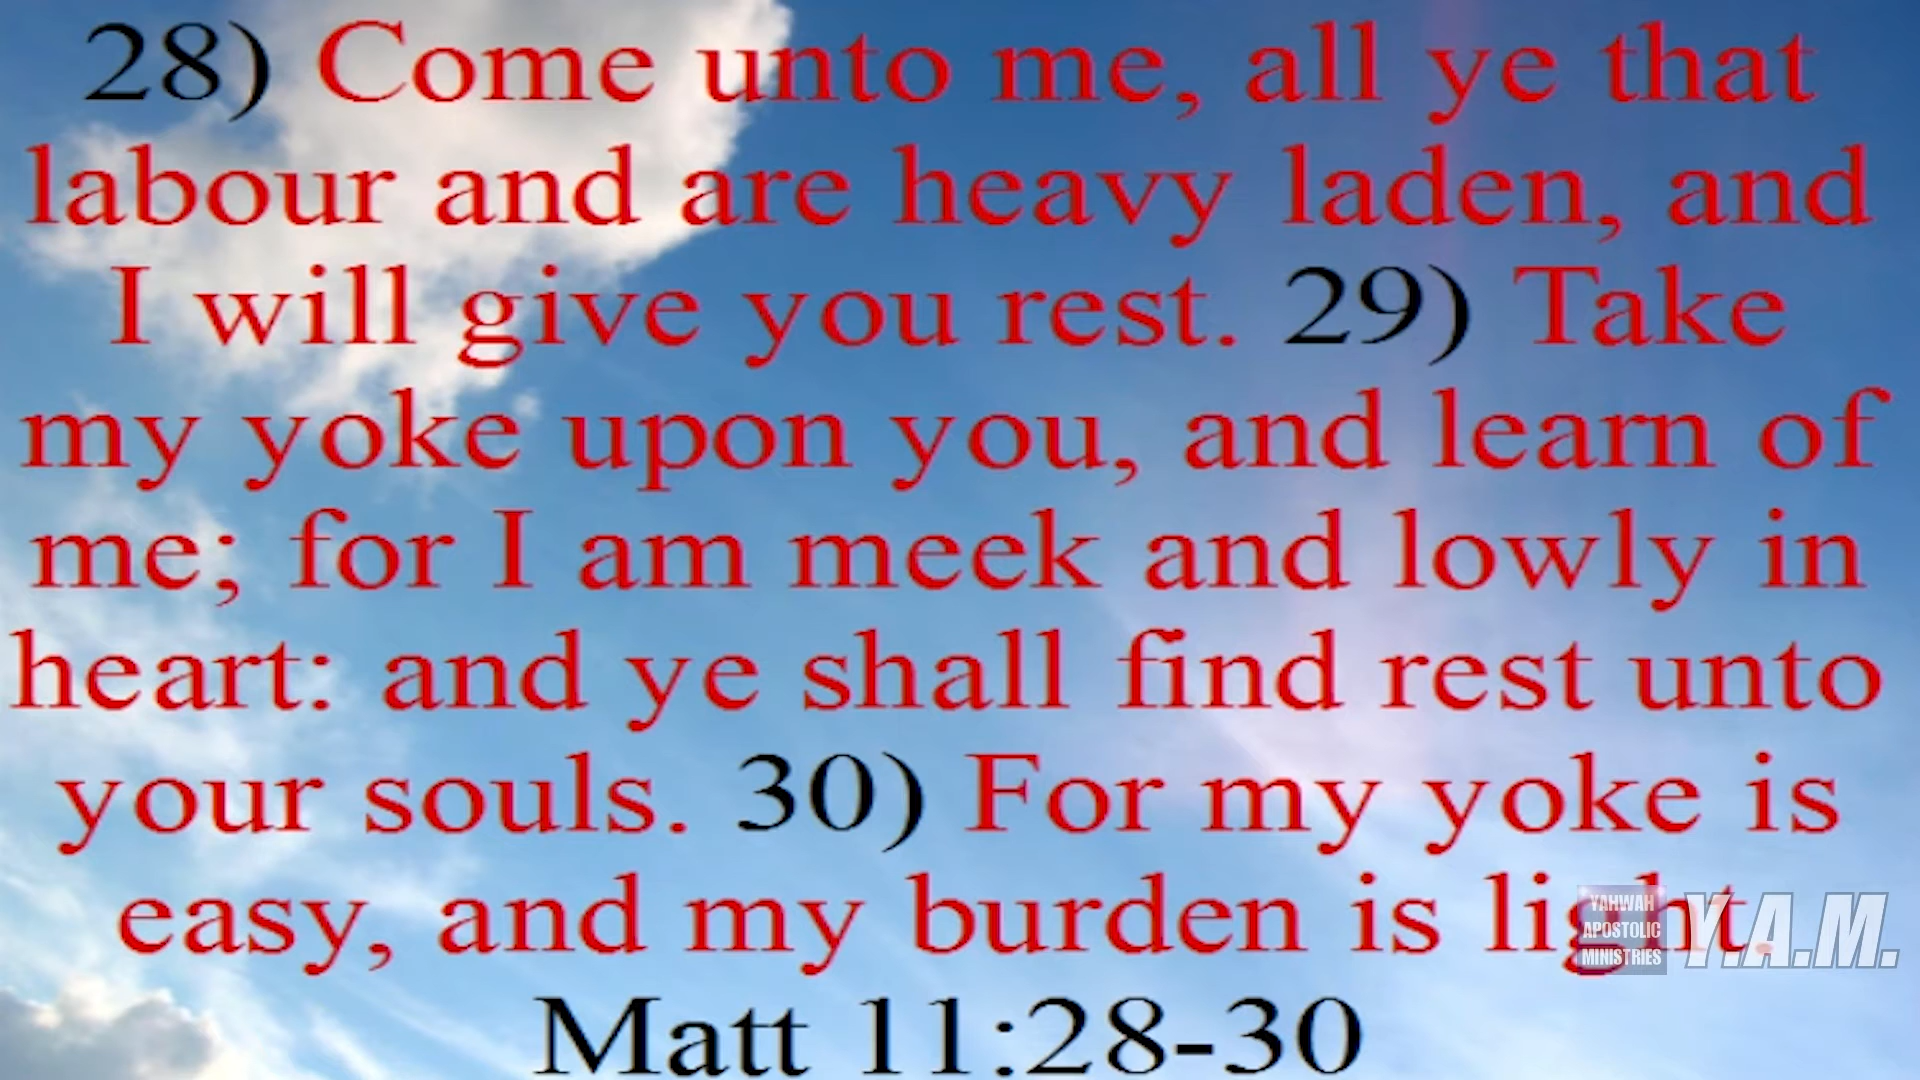 28) Come unto me, all ye that
labour and are heavy laden, and
I will give you rest. 29) Take
my yoke upon you, and learn of
me; for I am meek and lowly in
heart: and ye shall find rest unto
your souls. 30) For my yoke is
easy, and my burden is light.
YAHWAH
APOSTOLIC
MINISTRIES
Y.A.M.
Matt 11:28-30